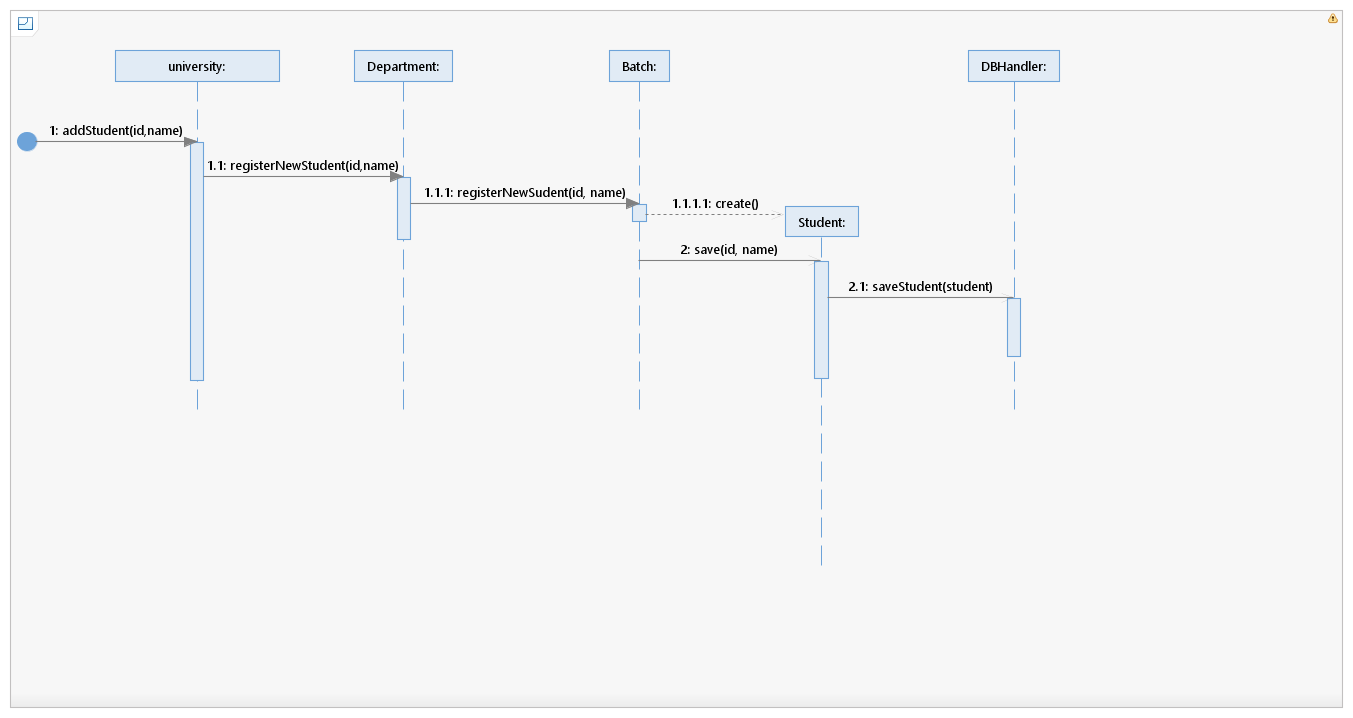 university:
Department:
Batch:
DBHandler:
1: addStudent(id,name)
1.1: registerNewStudent(id,name)
1.1.1: registerNewSudent(id, name)
1.1.1.1: create()
Student:
2: save(id, name)
2.1: saveStudent(student)